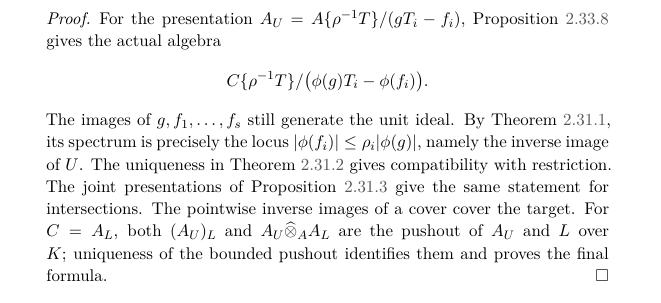 Proof. For the presentation A_U = A{ρ⁻¹T}/(gT_i − f_i), Proposition 2.33.8
gives the actual algebra
C{ρ⁻¹T}/(ϕ(g)T_i − ϕ(f_i)).
The images of g, f_1, . . . , f_s still generate the unit ideal. By Theorem 2.31.1,
its spectrum is precisely the locus |ϕ(f_i)| ≤ ρ_i|ϕ(g)|, namely the inverse image
of U. The uniqueness in Theorem 2.31.2 gives compatibility with restriction.
The joint presentations of Proposition 2.31.3 give the same statement for
intersections. The pointwise inverse images of a cover cover the target. For
C = A_L, both (A_U)_L and A_U ⊗̂_A A_L are the pushout of A_U and L over
K; uniqueness of the bounded pushout identifies them and proves the final
formula. □